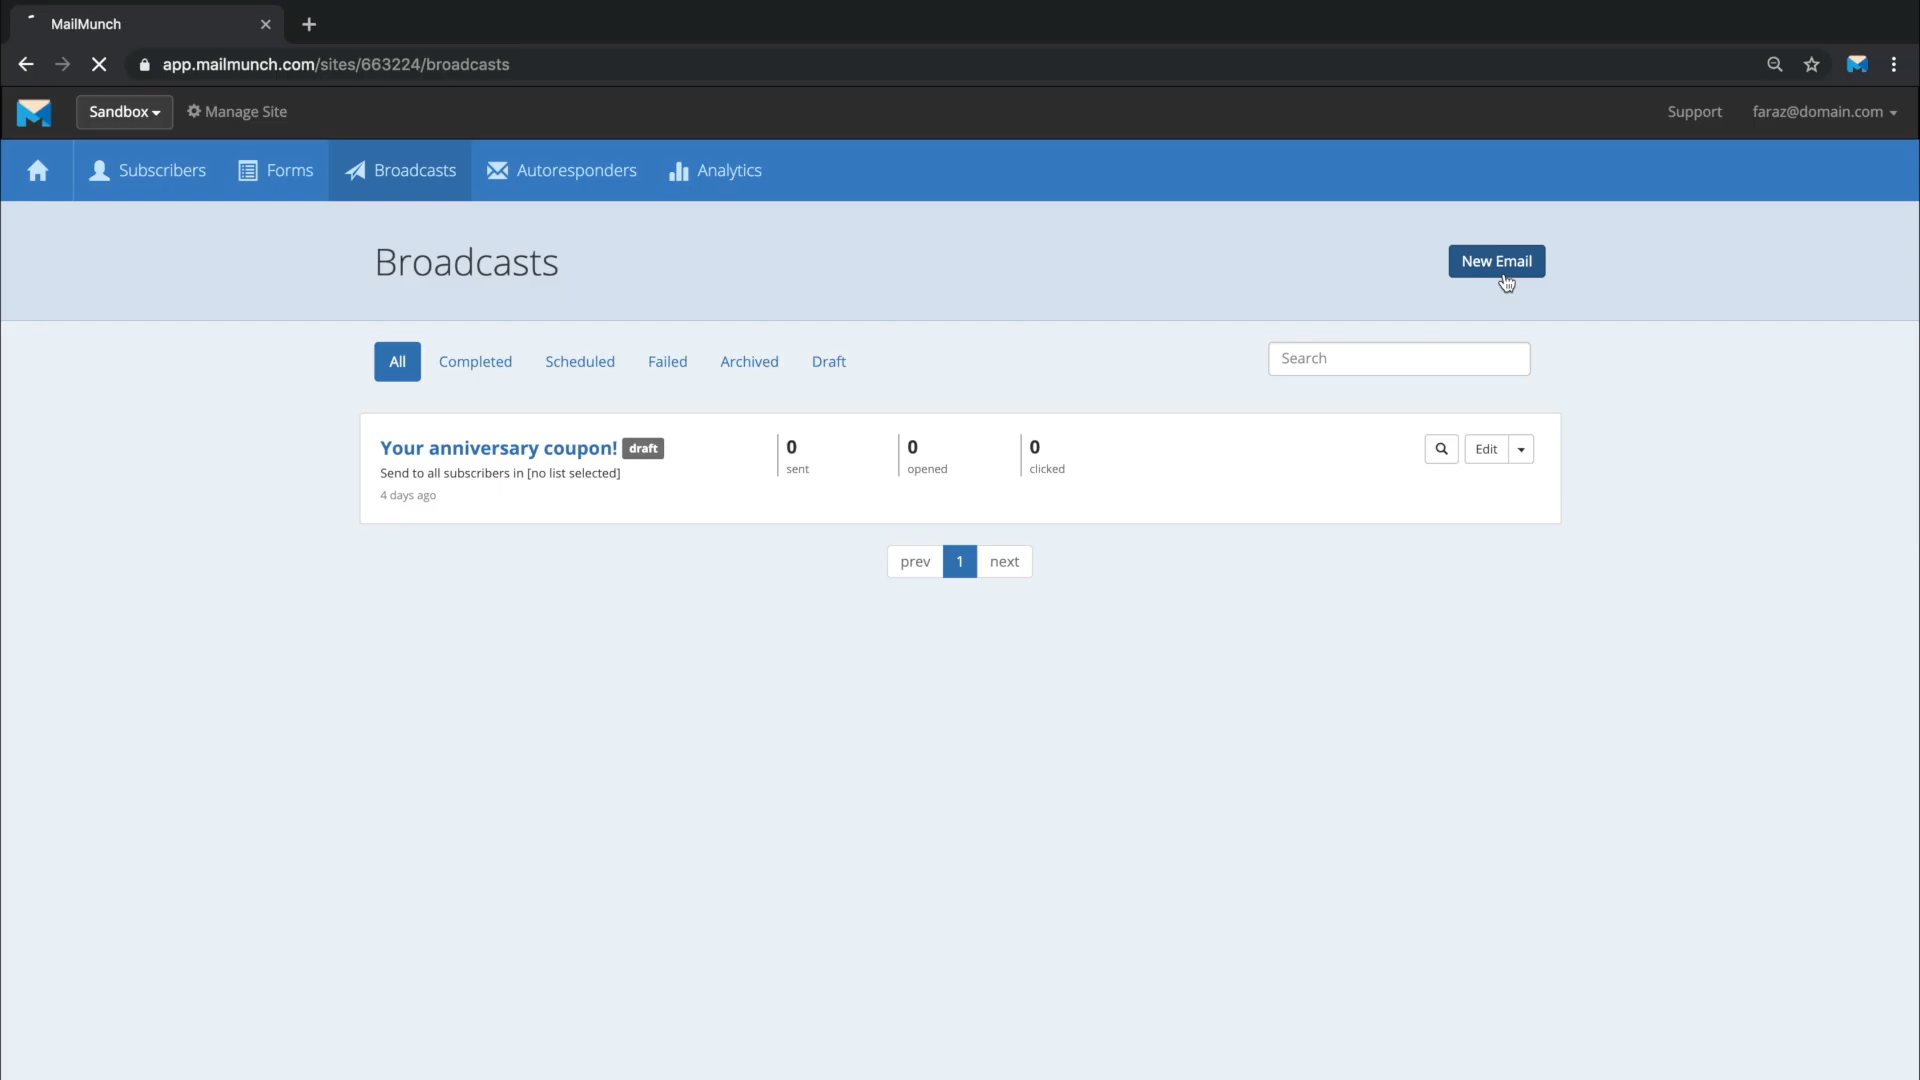 MailMunch
app.mailmunch.com/sites/663224/broadcasts
Sandbox Manage Site Support faraz@domain.com
Subscribers Forms Broadcasts Autoresponders Analytics
Broadcasts New Email
All Completed Scheduled Failed Archived Draft Search
Your anniversary coupon! draft 0 0 0 Edit
Send to all subscribers in [no list selected] sent opened clicked
4 days ago
prev 1 next